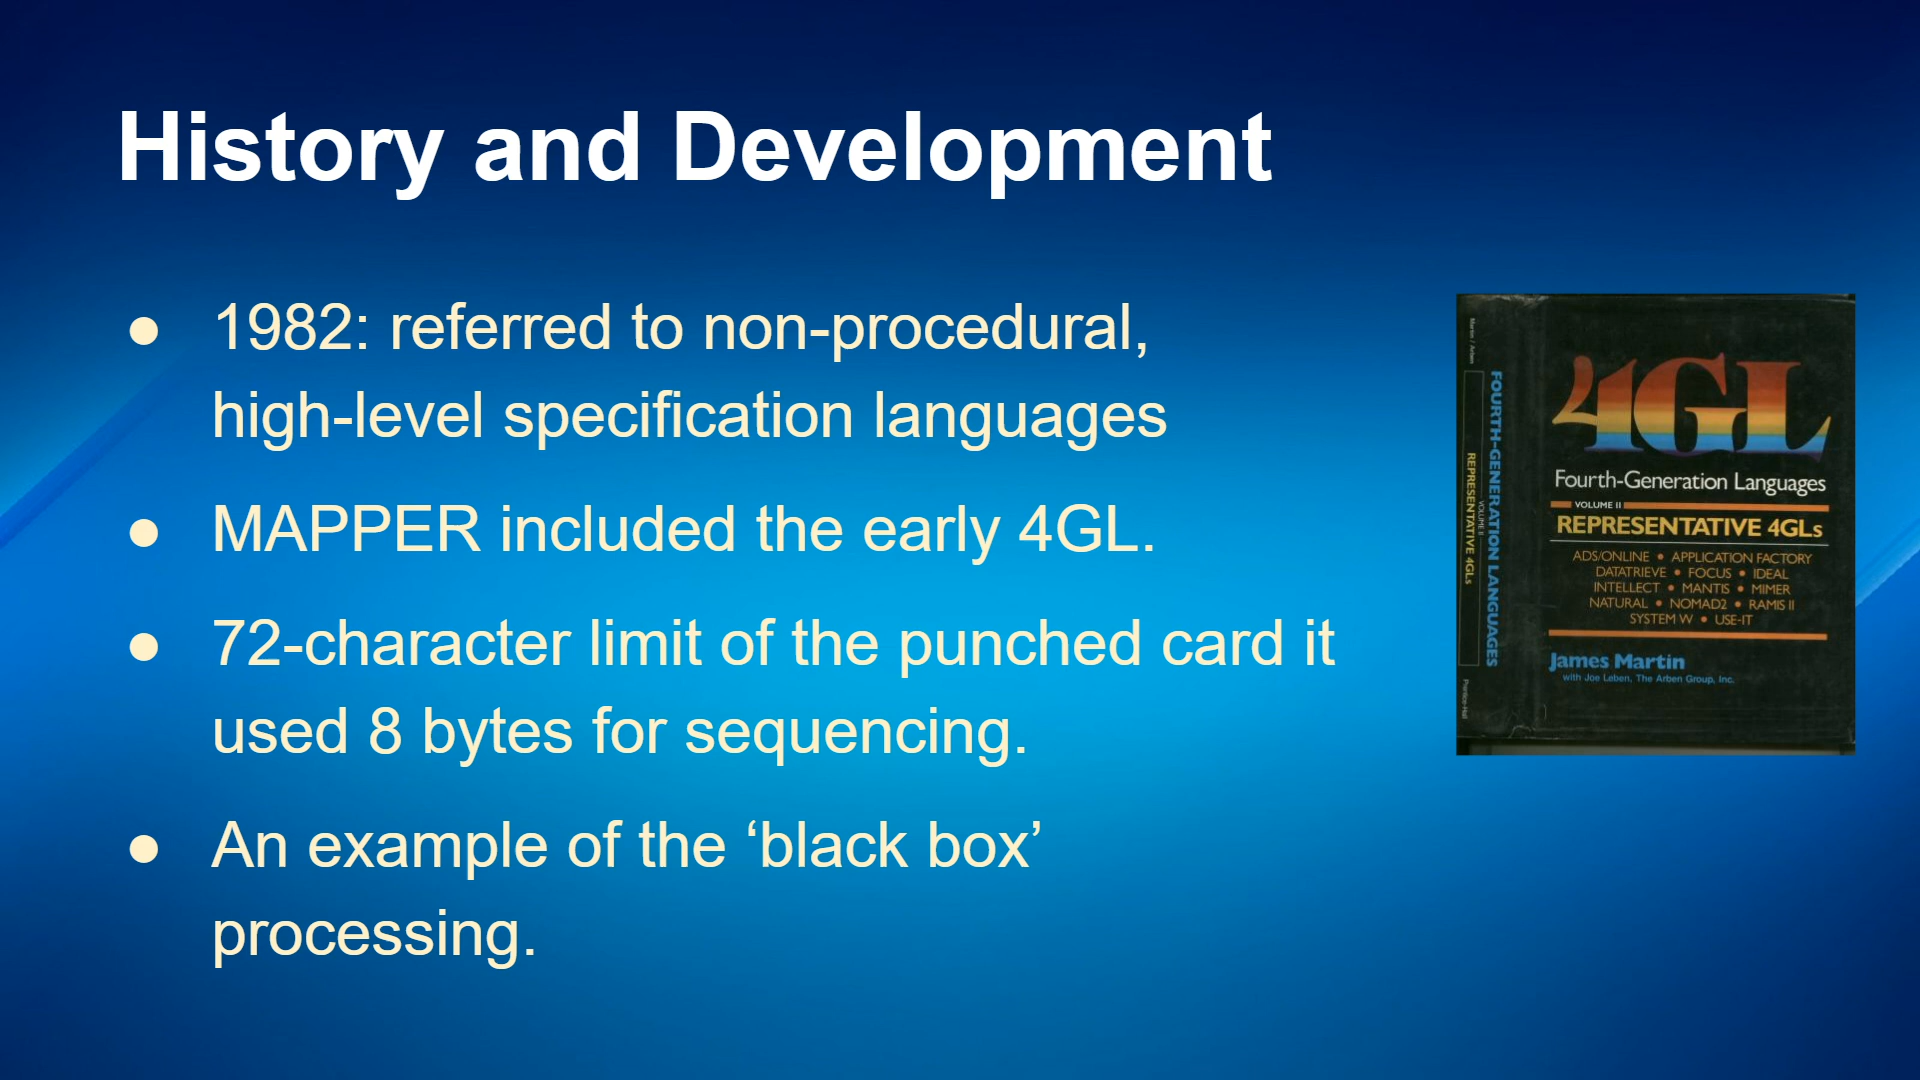 History and Development
● 1982: referred to non-procedural,
high-level specification languages
● MAPPER included the early 4GL.
● 72-character limit of the punched card it
used 8 bytes for sequencing.
● An example of the ‘black box’
processing.
Martin / Leben
FOURTH-GENERATION LANGUAGES
VOLUME II
REPRESENTATIVE 4GLs
Prentice-Hall
4GL
Fourth-Generation Languages
VOLUME II
REPRESENTATIVE 4GLs
ADS/ONLINE • APPLICATION FACTORY
DATATRIEVE • FOCUS • IDEAL
INTELLECT • MANTIS • MIMER
NATURAL • NOMAD2 • RAMIS II
SYSTEM W • USE-IT
James Martin
with Joe Leben, The Arben Group, Inc.